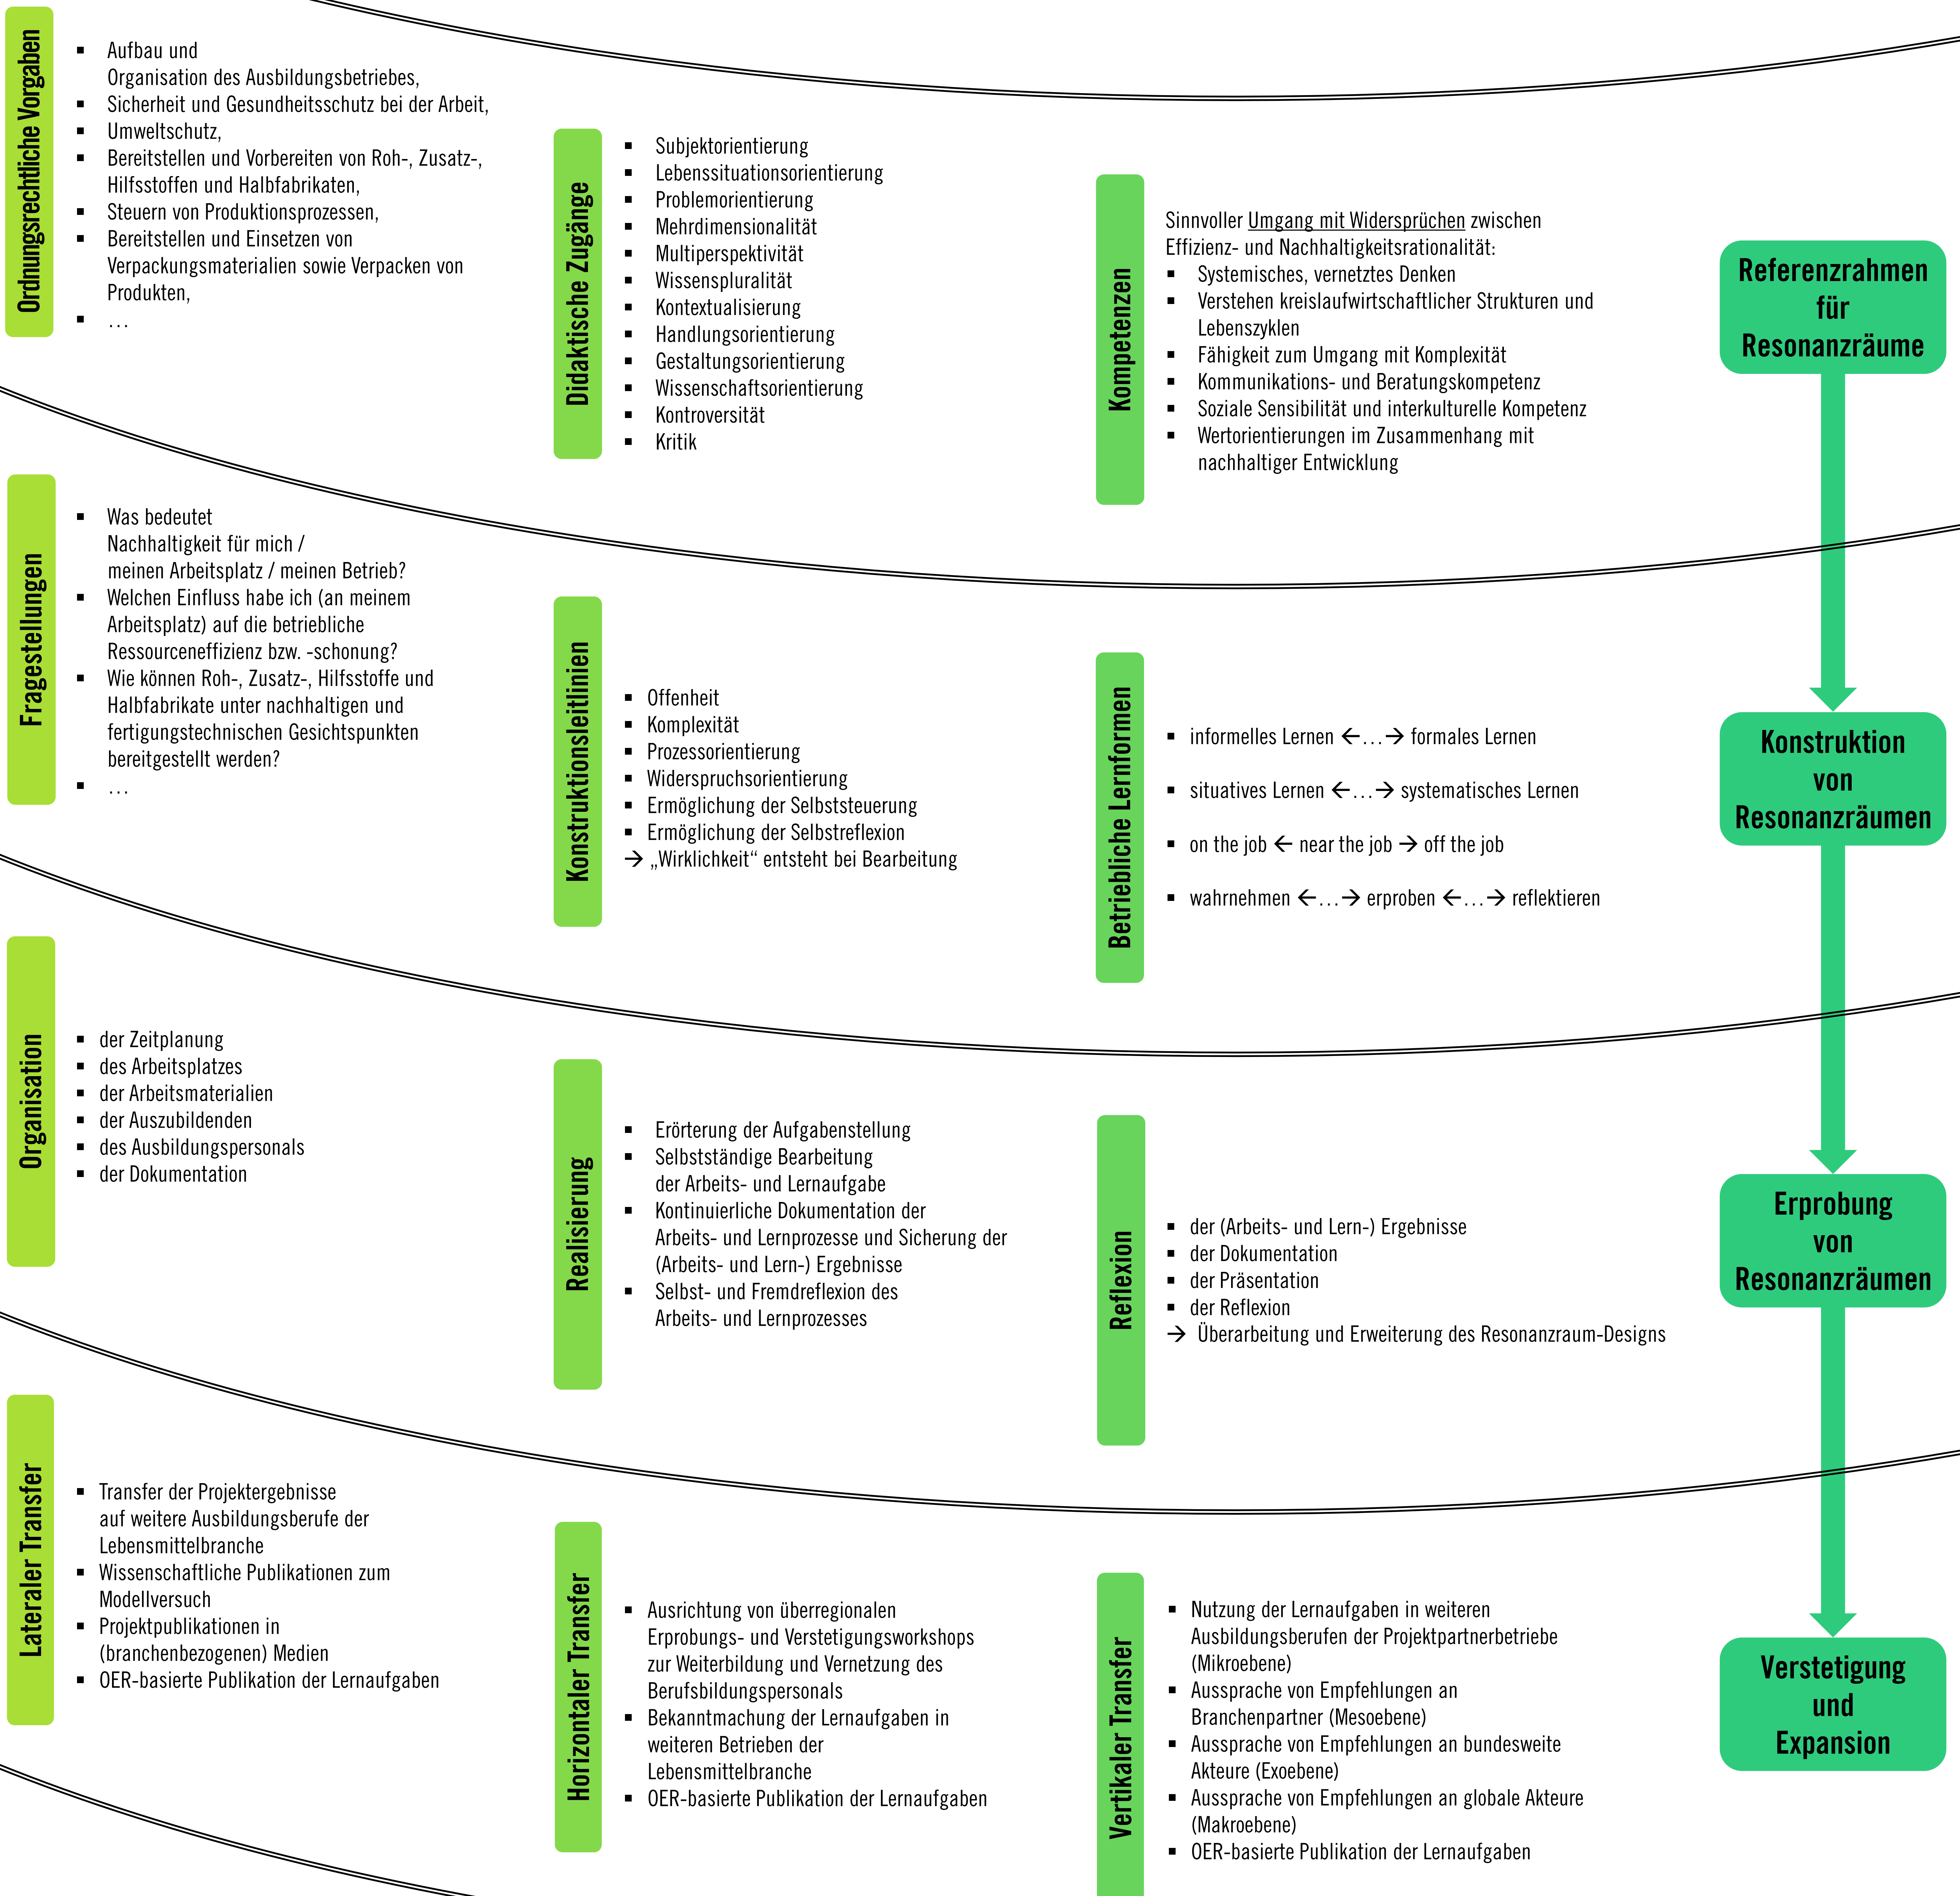 Ordnungsrechtliche Vorgaben
▪ Aufbau und
Organisation des Ausbildungsbetriebes,
▪ Sicherheit und Gesundheitsschutz bei der Arbeit,
▪ Umweltschutz,
▪ Bereitstellen und Vorbereiten von Roh-, Zusatz-,
Hilfsstoffen und Halbfabrikaten,
▪ Steuern von Produktionsprozessen,
▪ Bereitstellen und Einsetzen von
Verpackungsmaterialien sowie Verpacken von
Produkten,
▪ ...
Didaktische Zugänge
▪ Subjektorientierung
▪ Lebenssituationsorientierung
▪ Problemorientierung
▪ Mehrdimensionalität
▪ Multiperspektivität
▪ Wissenspluralität
▪ Kontextualisierung
▪ Handlungsorientierung
▪ Gestaltungsorientierung
▪ Wissenschaftsorientierung
▪ Kontroversität
▪ Kritik
Kompetenzen
Sinnvoller Umgang mit Widersprüchen zwischen
Effizienz- und Nachhaltigkeitsrationalität:
▪ Systemisches, vernetztes Denken
▪ Verstehen kreislaufwirtschaftlicher Strukturen und
Lebenszyklen
▪ Fähigkeit zum Umgang mit Komplexität
▪ Kommunikations- und Beratungskompetenz
▪ Soziale Sensibilität und interkulturelle Kompetenz
▪ Wertorientierungen im Zusammenhang mit
nachhaltiger Entwicklung
Referenzrahmen
für
Resonanzräume
Fragestellungen
▪ Was bedeutet
Nachhaltigkeit für mich /
meinen Arbeitsplatz / meinen Betrieb?
▪ Welchen Einfluss habe ich (an meinem
Arbeitsplatz) auf die betriebliche
Ressourceneffizienz bzw. -schonung?
▪ Wie können Roh-, Zusatz-, Hilfsstoffe und
Halbfabrikate unter nachhaltigen und
fertigungstechnischen Gesichtspunkten
bereitgestellt werden?
▪ ...
Konstruktionsleitlinien
▪ Offenheit
▪ Komplexität
▪ Prozessorientierung
▪ Widerspruchsorientierung
▪ Ermöglichung der Selbststeuerung
▪ Ermöglichung der Selbstreflexion
→ „Wirklichkeit“ entsteht bei Bearbeitung
Betriebliche Lernformen
▪ informelles Lernen ←...→ formales Lernen
▪ situatives Lernen ←...→ systematisches Lernen
▪ on the job ← near the job → off the job
▪ wahrnehmen ←...→ erproben ←...→ reflektieren
Konstruktion
von
Resonanzräumen
Organisation
▪ der Zeitplanung
▪ des Arbeitsplatzes
▪ der Arbeitsmaterialien
▪ der Auszubildenden
▪ des Ausbildungspersonals
▪ der Dokumentation
Realisierung
▪ Erörterung der Aufgabenstellung
▪ Selbstständige Bearbeitung
der Arbeits- und Lernaufgabe
▪ Kontinuierliche Dokumentation der
Arbeits- und Lernprozesse und Sicherung der
(Arbeits- und Lern-) Ergebnisse
▪ Selbst- und Fremdreflexion des
Arbeits- und Lernprozesses
Reflexion
▪ der (Arbeits- und Lern-) Ergebnisse
▪ der Dokumentation
▪ der Präsentation
▪ der Reflexion
→ Überarbeitung und Erweiterung des Resonanzraum-Designs
Erprobung
von
Resonanzräumen
Lateraler Transfer
▪ Transfer der Projektergebnisse
auf weitere Ausbildungsberufe der
Lebensmittelbranche
▪ Wissenschaftliche Publikationen zum
Modellversuch
▪ Projektpublikationen in
(branchenbezogenen) Medien
▪ OER-basierte Publikation der Lernaufgaben
Horizontaler Transfer
▪ Ausrichtung von überregionalen
Erprobungs- und Verstetigungsworkshops
zur Weiterbildung und Vernetzung des
Berufsbildungspersonals
▪ Bekanntmachung der Lernaufgaben in
weiteren Betrieben der
Lebensmittelbranche
▪ OER-basierte Publikation der Lernaufgaben
Vertikaler Transfer
▪ Nutzung der Lernaufgaben in weiteren
Ausbildungsberufen der Projektpartnerbetriebe
(Mikroebene)
▪ Aussprache von Empfehlungen an
Branchenpartner (Mesoebene)
▪ Aussprache von Empfehlungen an bundesweite
Akteure (Exoebene)
▪ Aussprache von Empfehlungen an globale Akteure
(Makroebene)
▪ OER-basierte Publikation der Lernaufgaben
Verstetigung
und
Expansion